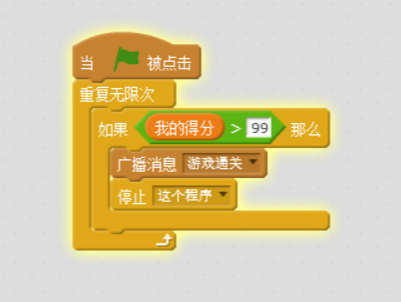 当 被点击
重复无限次
如果 我的得分 > 99 那么
广播消息 游戏通关
停止 这个程序